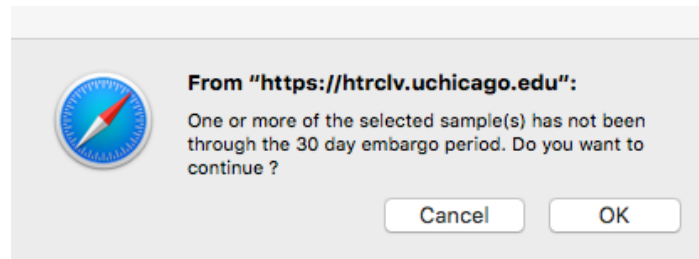 From "https://htrclv.uchicago.edu":
One or more of the selected sample(s) has not been
through the 30 day embargo period. Do you want to
continue ?
Cancel
OK